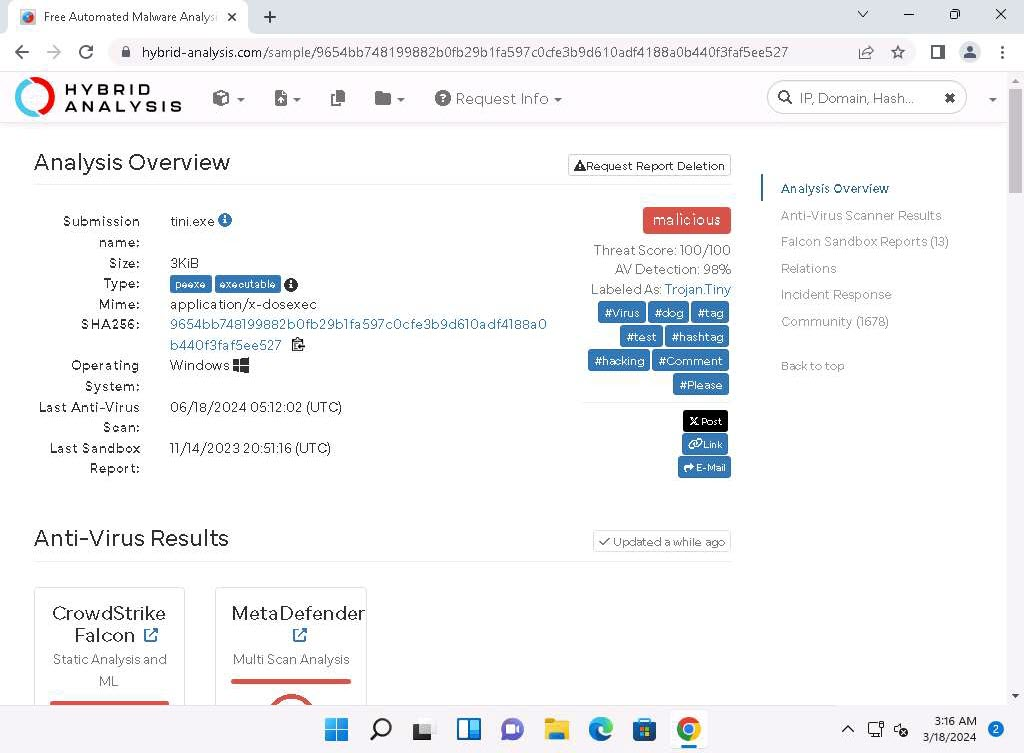 Free Automated Malware Analysi
hybrid-analysis.com/sample/9654bb748199882b0fb29b1fa597c0cfe3b9d610adf4188a0b440f3faf5ee527
HYBRID
ANALYSIS
Request Info
IP, Domain, Hash...
Analysis Overview
Request Report Deletion
Submission name:
tini.exe
Size:
3KiB
Type:
peexe executable
Mime:
application/x-dosexec
SHA256:
9654bb748199882b0fb29b1fa597c0cfe3b9d610adf4188a0
b440f3faf5ee527
Operating System:
Windows
Last Anti-Virus Scan:
06/18/2024 05:12:02 (UTC)
Last Sandbox Report:
11/14/2023 20:51:16 (UTC)
malicious
Threat Score: 100/100
AV Detection: 98%
Labeled As: Trojan.Tiny
#Virus #dog #tag
#test #hashtag
#hacking #Comment
#Please
X Post
Link
E-Mail
Analysis Overview
Anti-Virus Scanner Results
Falcon Sandbox Reports (13)
Relations
Incident Response
Community (1678)
Back to top
Anti-Virus Results
Updated a while ago
CrowdStrike
Falcon
Static Analysis and
ML
MetaDefender
Multi Scan Analysis
3:16 AM
3/18/2024
2